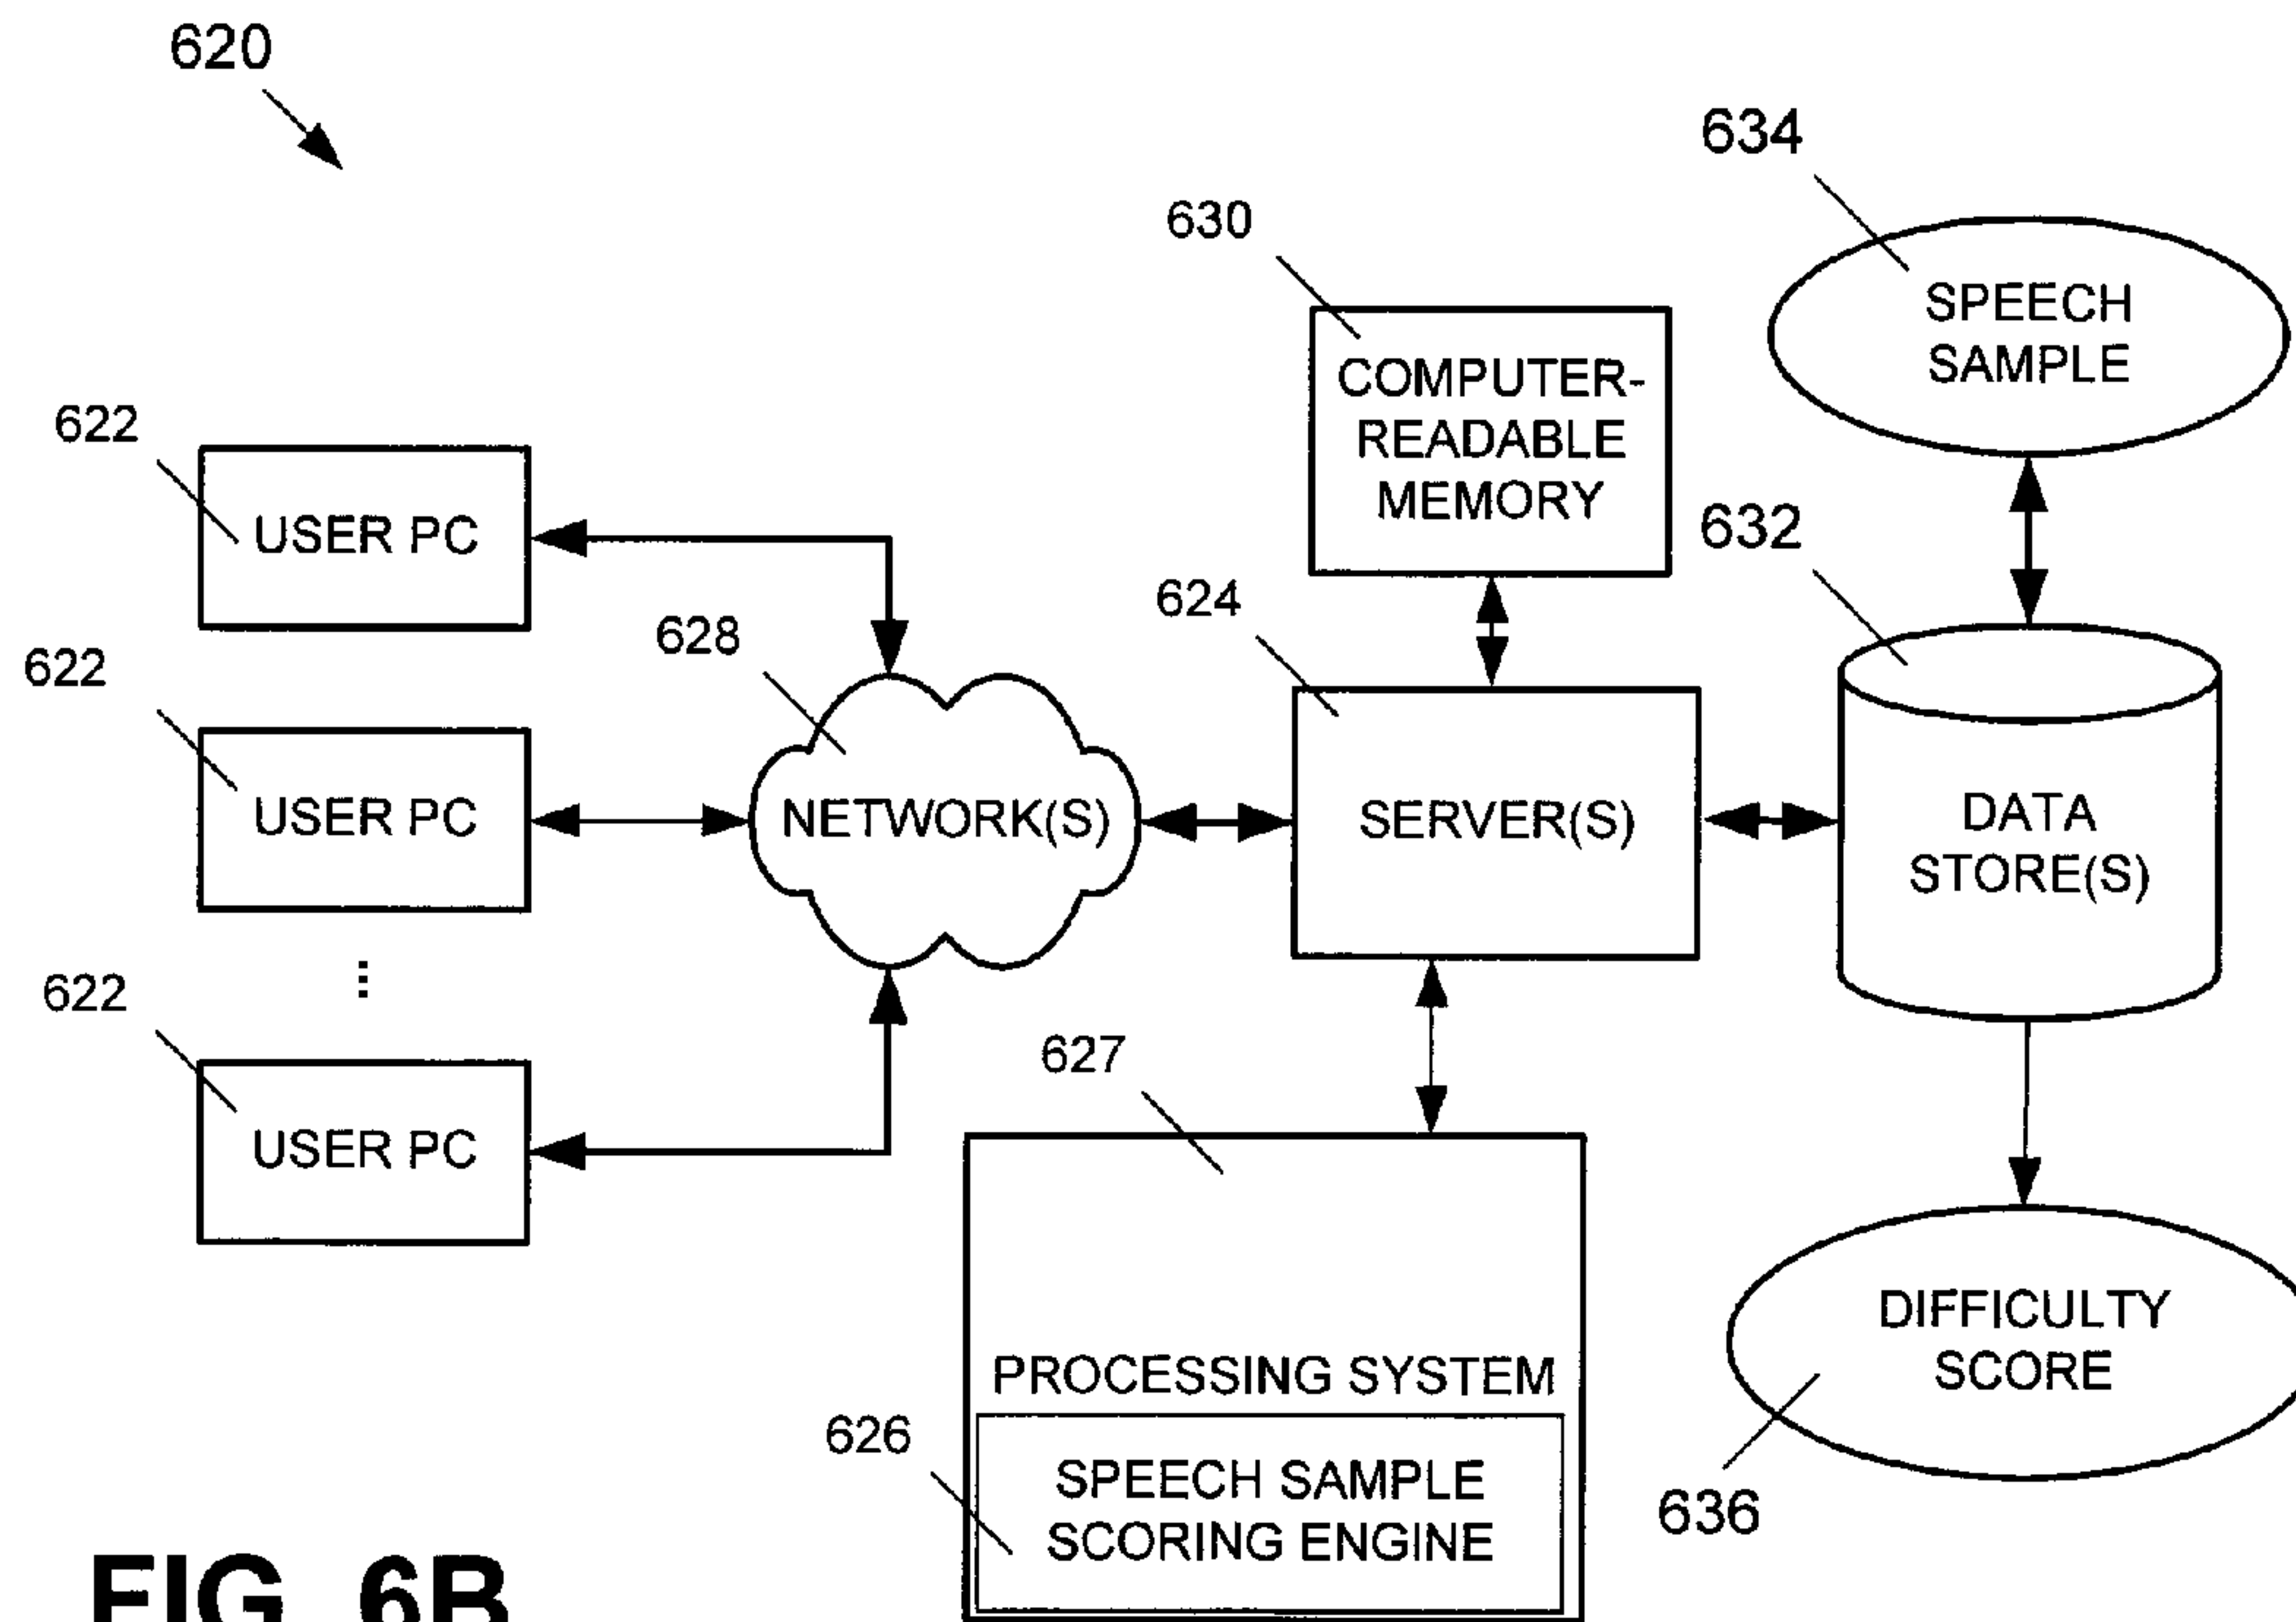 620
634
SPEECH
SAMPLE
630
COMPUTER-
READABLE
MEMORY
622
USER PC
632
624
628
622
USER PC
NETWORK(S)
SERVER(S)
DATA
STORE(S)
...
622
USER PC
627
PROCESSING SYSTEM
626
SPEECH SAMPLE
SCORING ENGINE
DIFFICULTY
SCORE
636
FIG. 6B